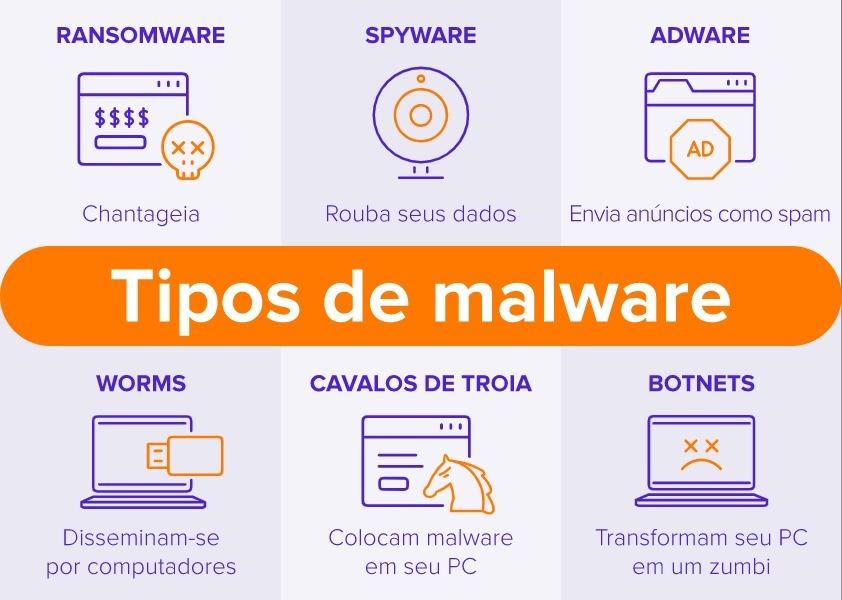 RANSOMWARE
SPYWARE
ADWARE
$$$$
AD
Chantageia
Rouba seus dados
Envia anúncios como spam
Tipos de malware
WORMS
CAVALOS DE TROIA
BOTNETS
Disseminam-se
por computadores
Colocam malware
em seu PC
Transformam seu PC
em um zumbi